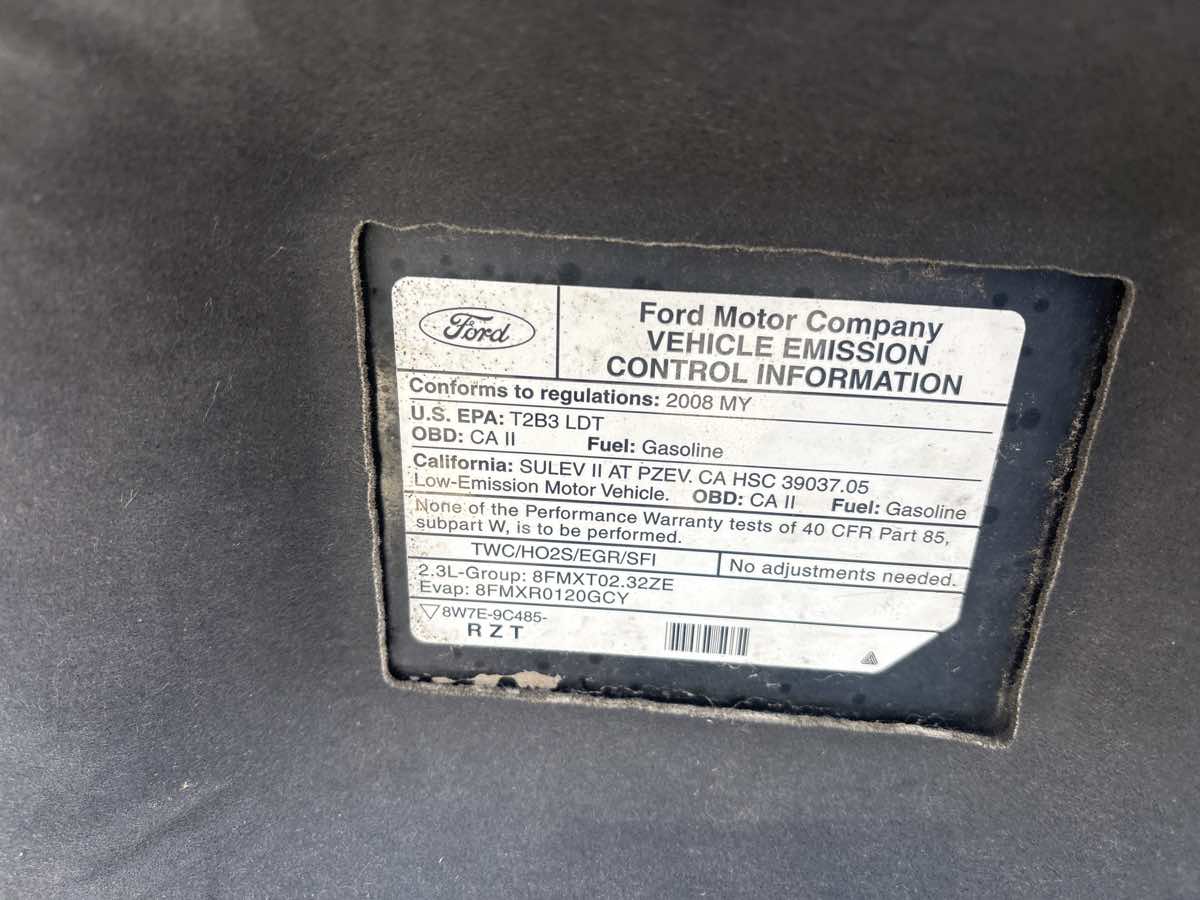 Ford
Ford Motor Company
VEHICLE EMISSION
CONTROL INFORMATION
Conforms to regulations: 2008 MY
U.S. EPA: T2B3 LDT
OBD: CA II Fuel: Gasoline
California: SULEV II AT PZEV. CA HSC 39037.05
Low-Emission Motor Vehicle. OBD: CA II Fuel: Gasoline
None of the Performance Warranty tests of 40 CFR Part 85,
subpart W, is to be performed.
TWC/HO2S/EGR/SFI No adjustments needed.
2.3L-Group: 8FMXT02.32ZE
Evap: 8FMXR0120GCY
8W7E-9C485-
R Z T